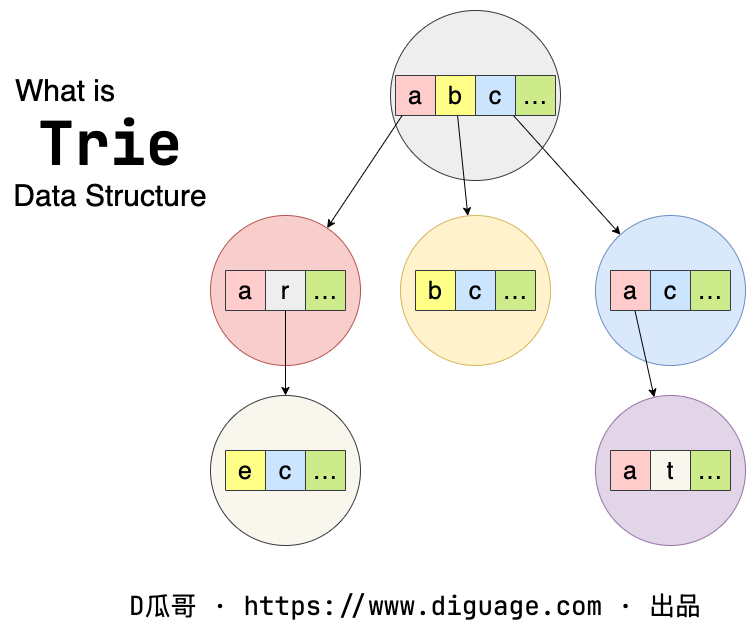 What is
Trie
Data Structure
a b c ...
a r ...
b c ...
a c ...
e c ...
a t ...
D瓜哥 · https://www.diguage.com · 出品